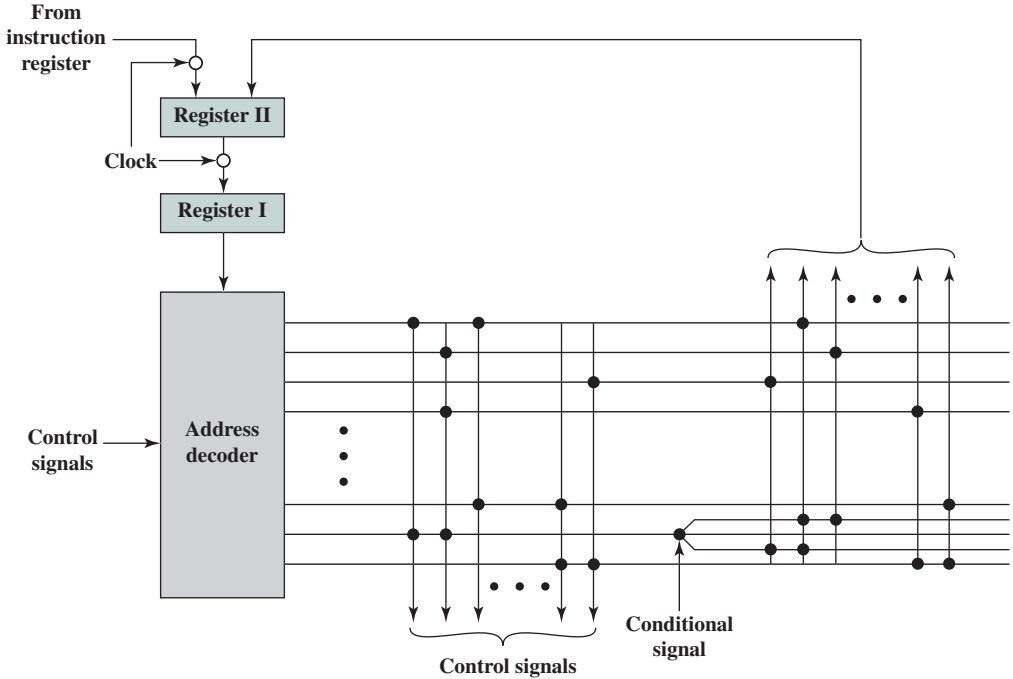 From
instruction
register
Register II
Clock
Register I
Control
signals
Address
decoder
Conditional
signal
Control signals